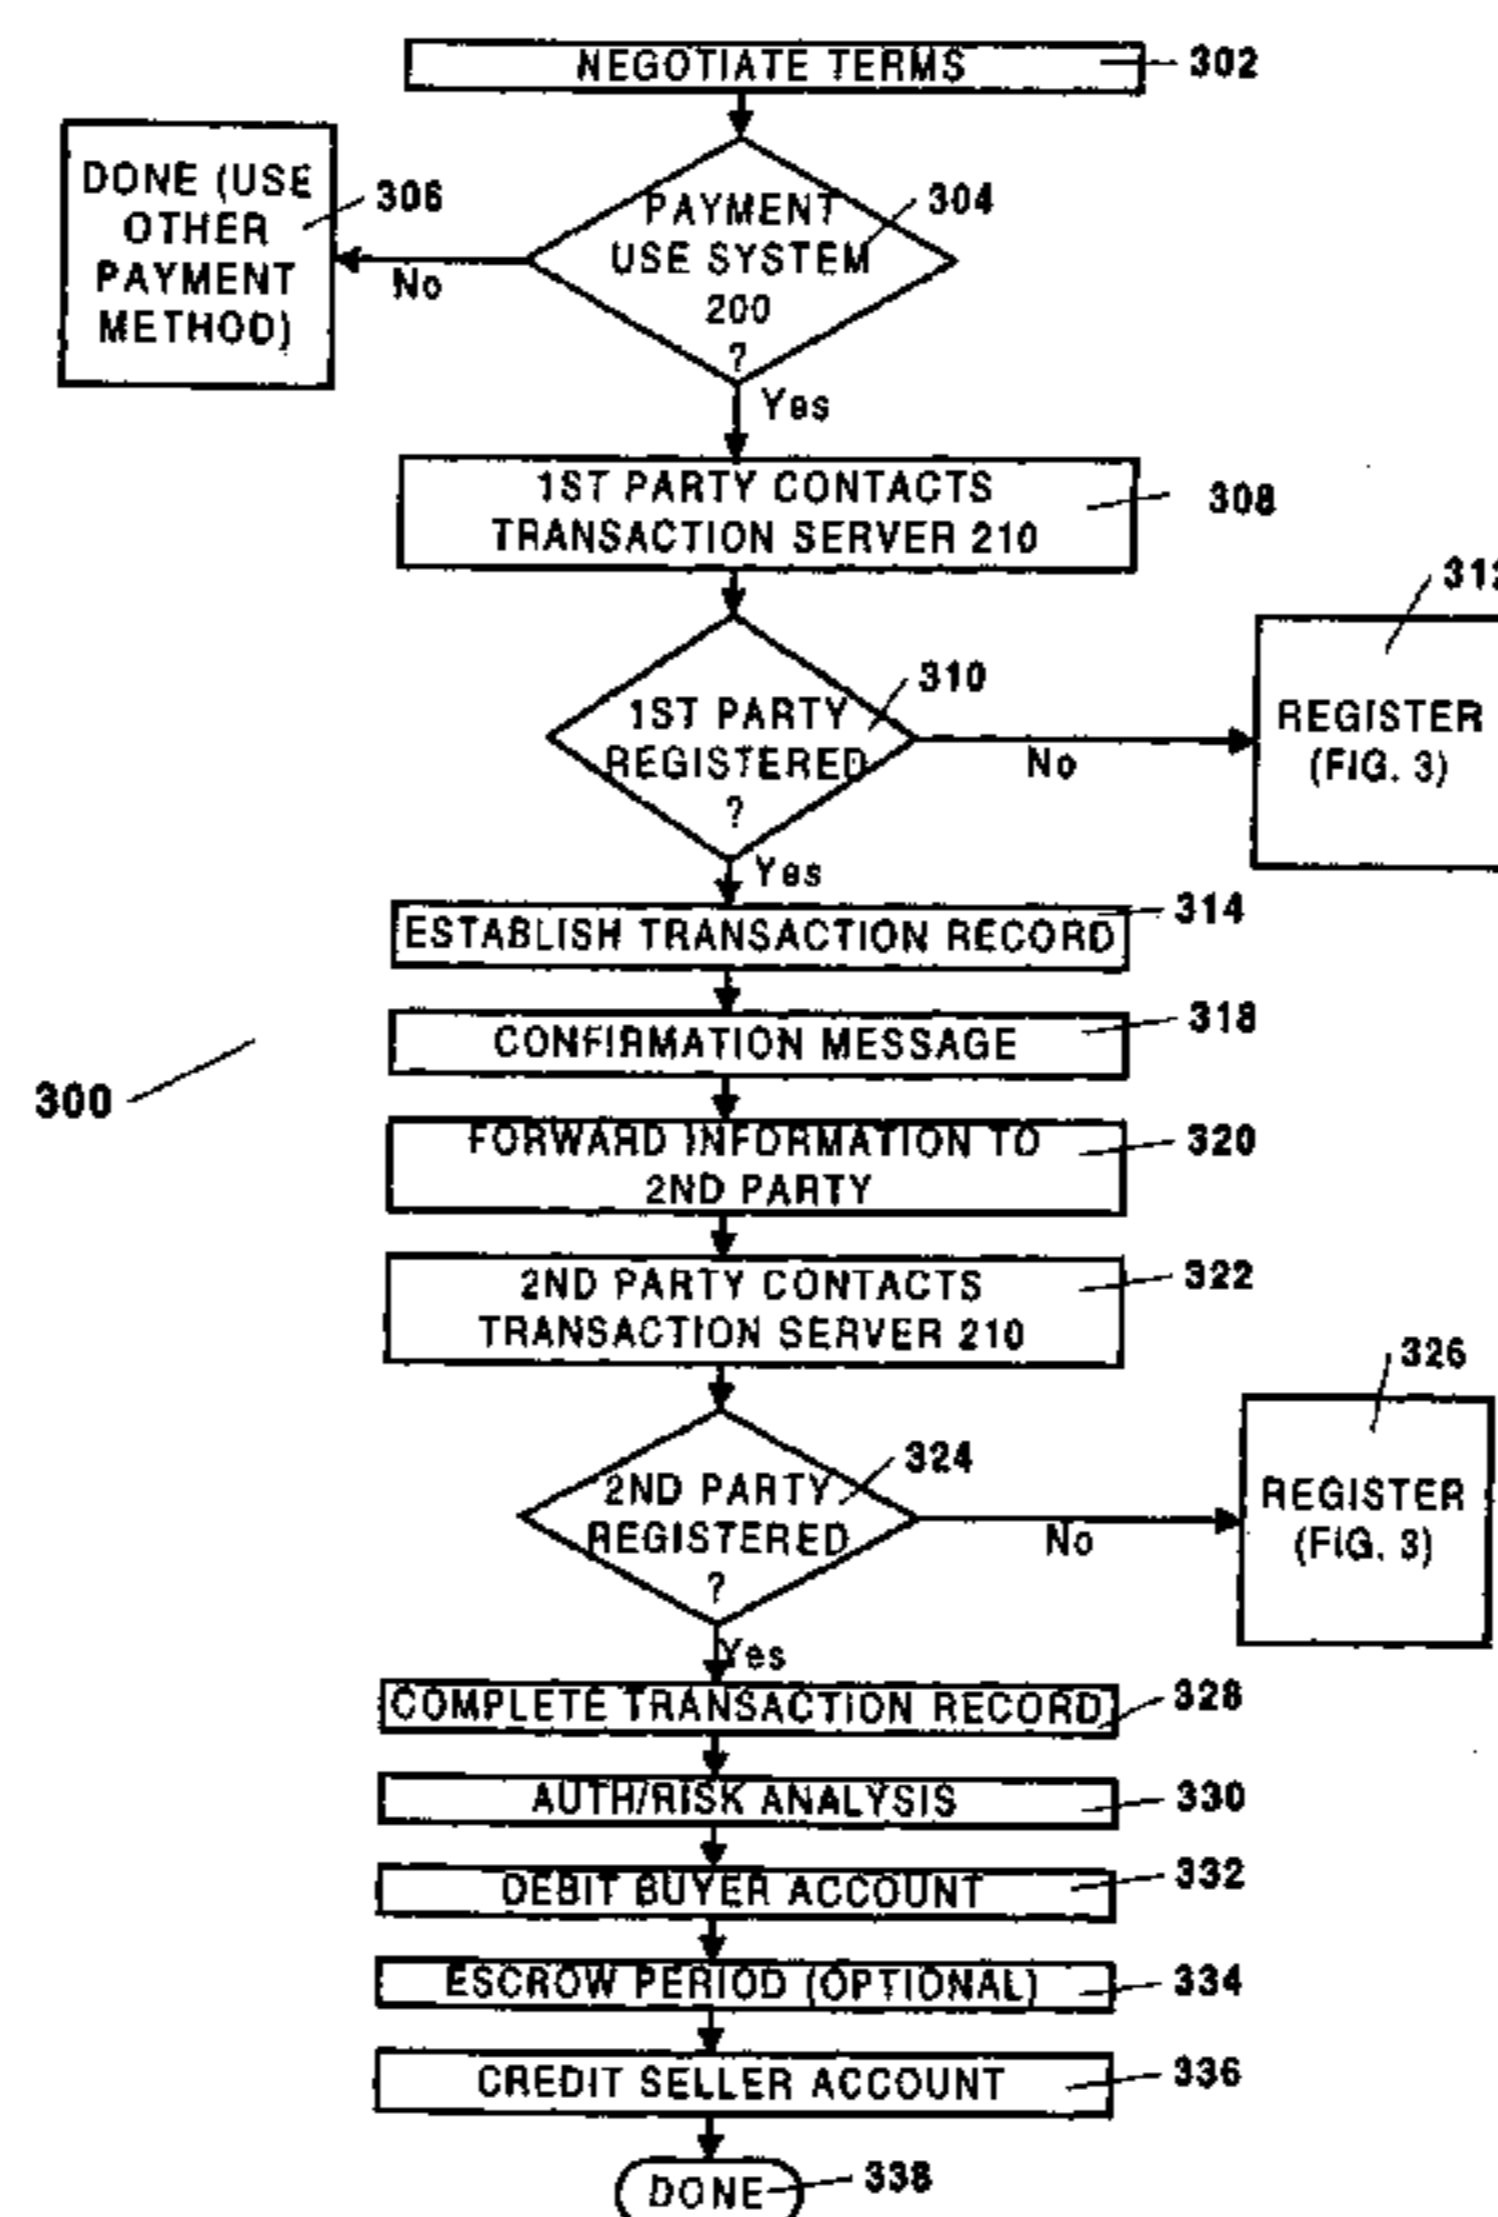 NEGOTIATE TERMS
302
DONE (USE
OTHER
PAYMENT
METHOD)
306
PAYMENT
USE SYSTEM
200
?
304
No
Yes
1ST PARTY CONTACTS
TRANSACTION SERVER 210
308
1ST PARTY
REGISTERED
?
310
No
REGISTER
(FIG. 3)
Yes
ESTABLISH TRANSACTION RECORD
314
CONFIRMATION MESSAGE
318
300
FORWARD INFORMATION TO
2ND PARTY
320
2ND PARTY CONTACTS
TRANSACTION SERVER 210
322
2ND PARTY
REGISTERED
?
324
No
326
REGISTER
(FIG. 3)
Yes
COMPLETE TRANSACTION RECORD
328
AUTH/RISK ANALYSIS
330
DEBIT BUYER ACCOUNT
332
ESCROW PERIOD (OPTIONAL)
334
CREDIT SELLER ACCOUNT
336
DONE
338